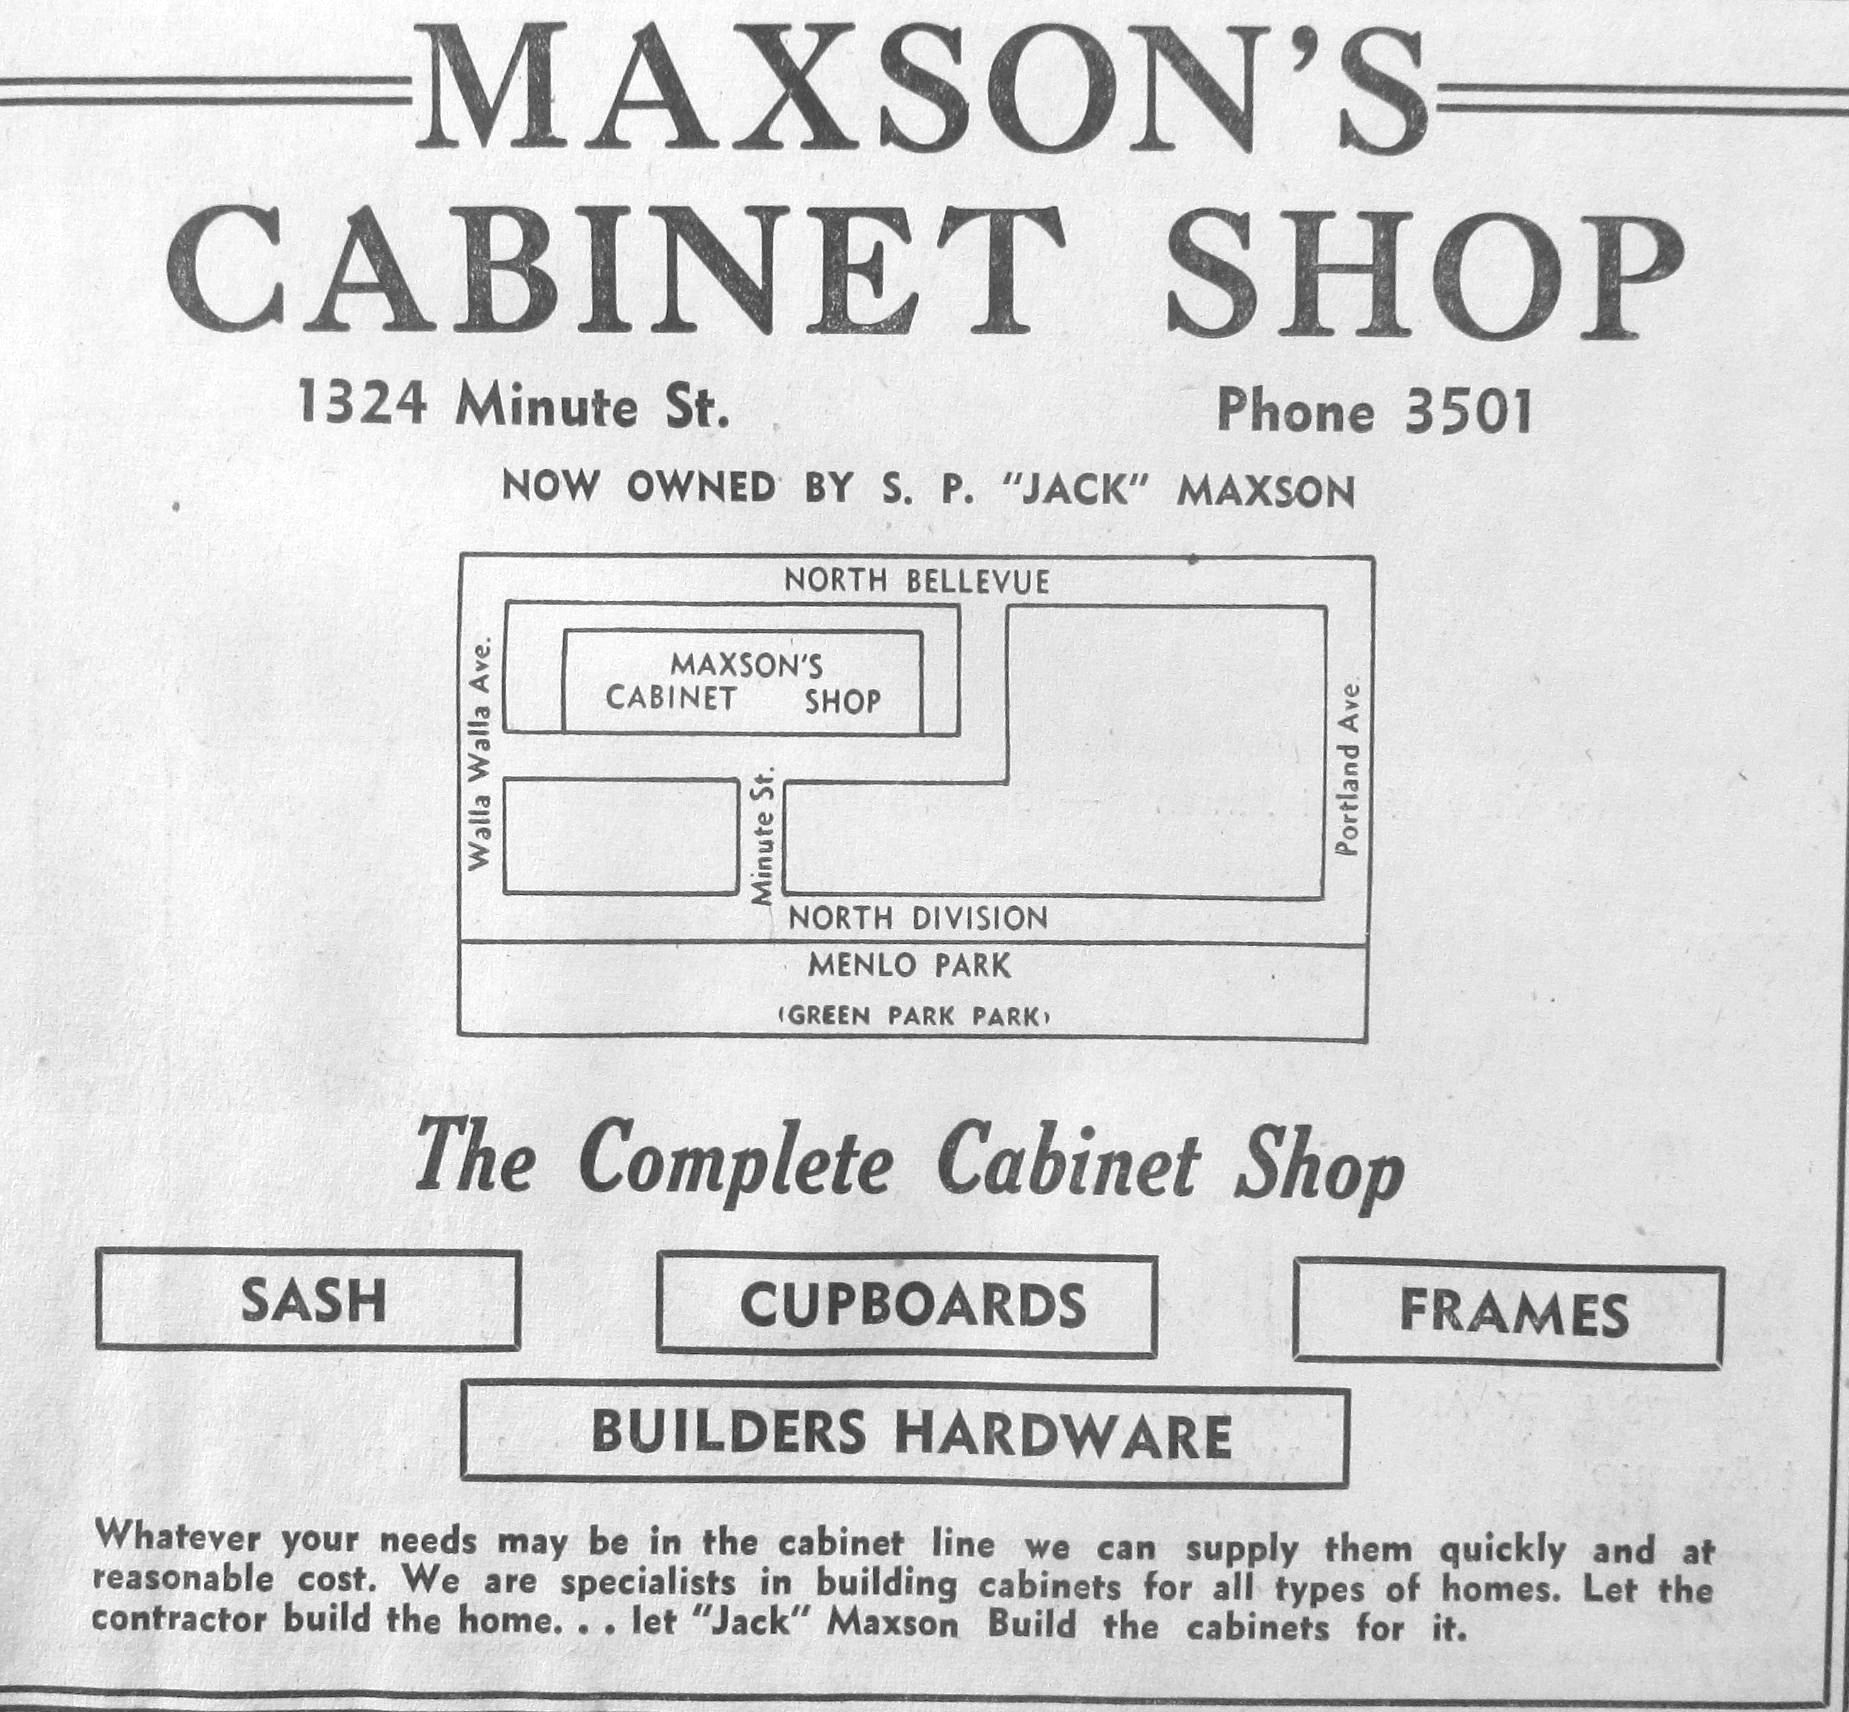 MAXSON'S
CABINET SHOP
1324 Minute St. Phone 3501
NOW OWNED BY S. P. "JACK" MAXSON
NORTH BELLEVUE
MAXSON'S
CABINET SHOP
Walla Walla Ave.
Minute St.
Portland Ave.
NORTH DIVISION
MENLO PARK
(GREEN PARK PARK)
The Complete Cabinet Shop
SASH CUPBOARDS FRAMES
BUILDERS HARDWARE
Whatever your needs may be in the cabinet line we can supply them quickly and at
reasonable cost. We are specialists in building cabinets for all types of homes. Let the
contractor build the home. . . let "Jack" Maxson Build the cabinets for it.